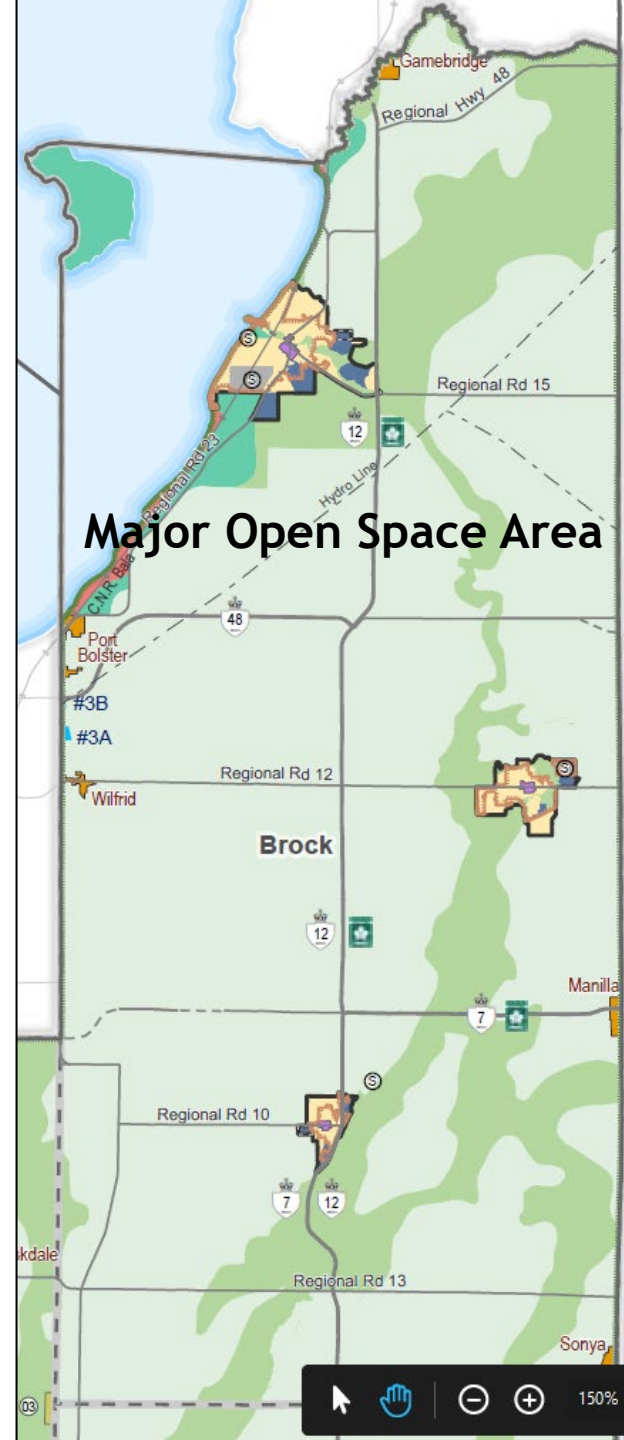 Gamebridge
Regional Hwy 48
S
S
Regional Rd 15
12
Regional Rd 23
Hydro Line
Major Open Space Area
C.N.R. Bala
48
Port
Bolster
#3B
#3A
S
Regional Rd 12
Wilfrid
Brock
12
Manilla
7
S
Regional Rd 10
7
12
skdale
Regional Rd 13
Sonya
03
150%